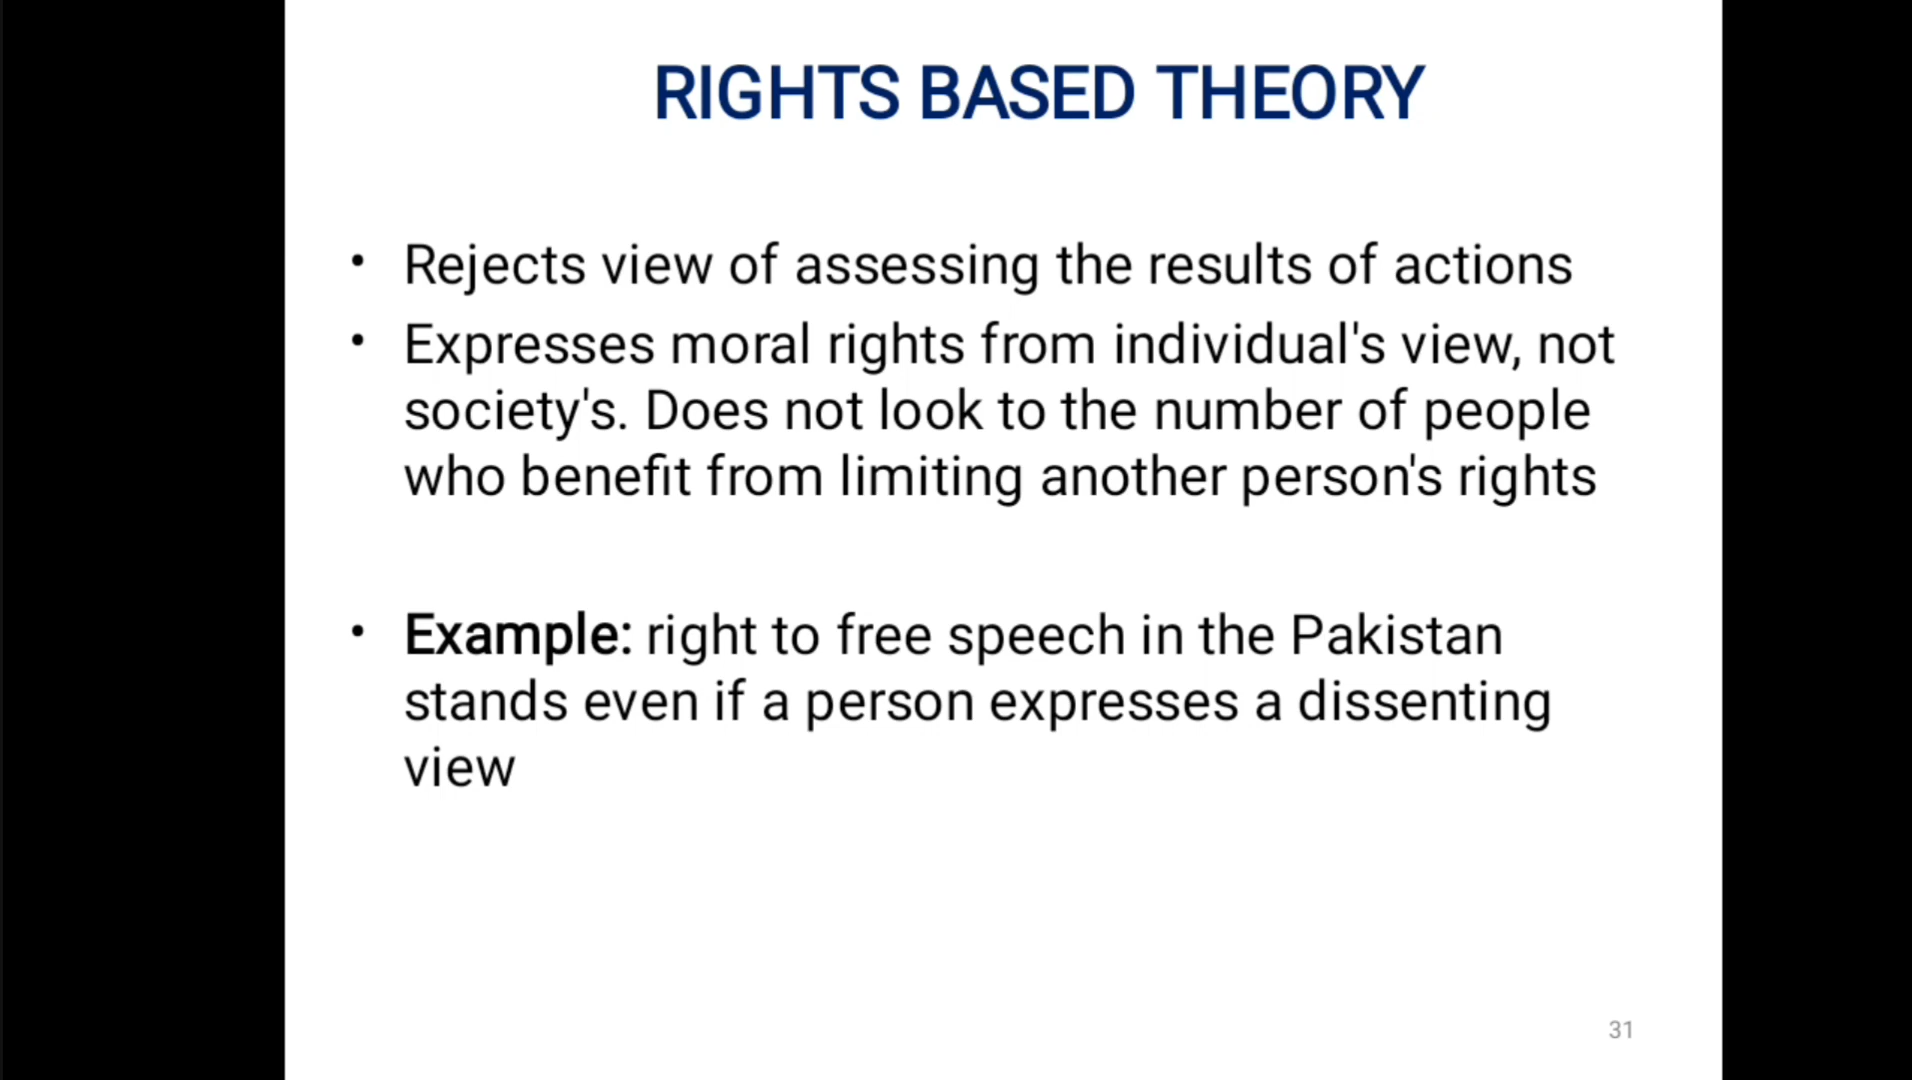 RIGHTS BASED THEORY
• Rejects view of assessing the results of actions
• Expresses moral rights from individual's view, not
society's. Does not look to the number of people
who benefit from limiting another person's rights
• Example: right to free speech in the Pakistan
stands even if a person expresses a dissenting
view
31